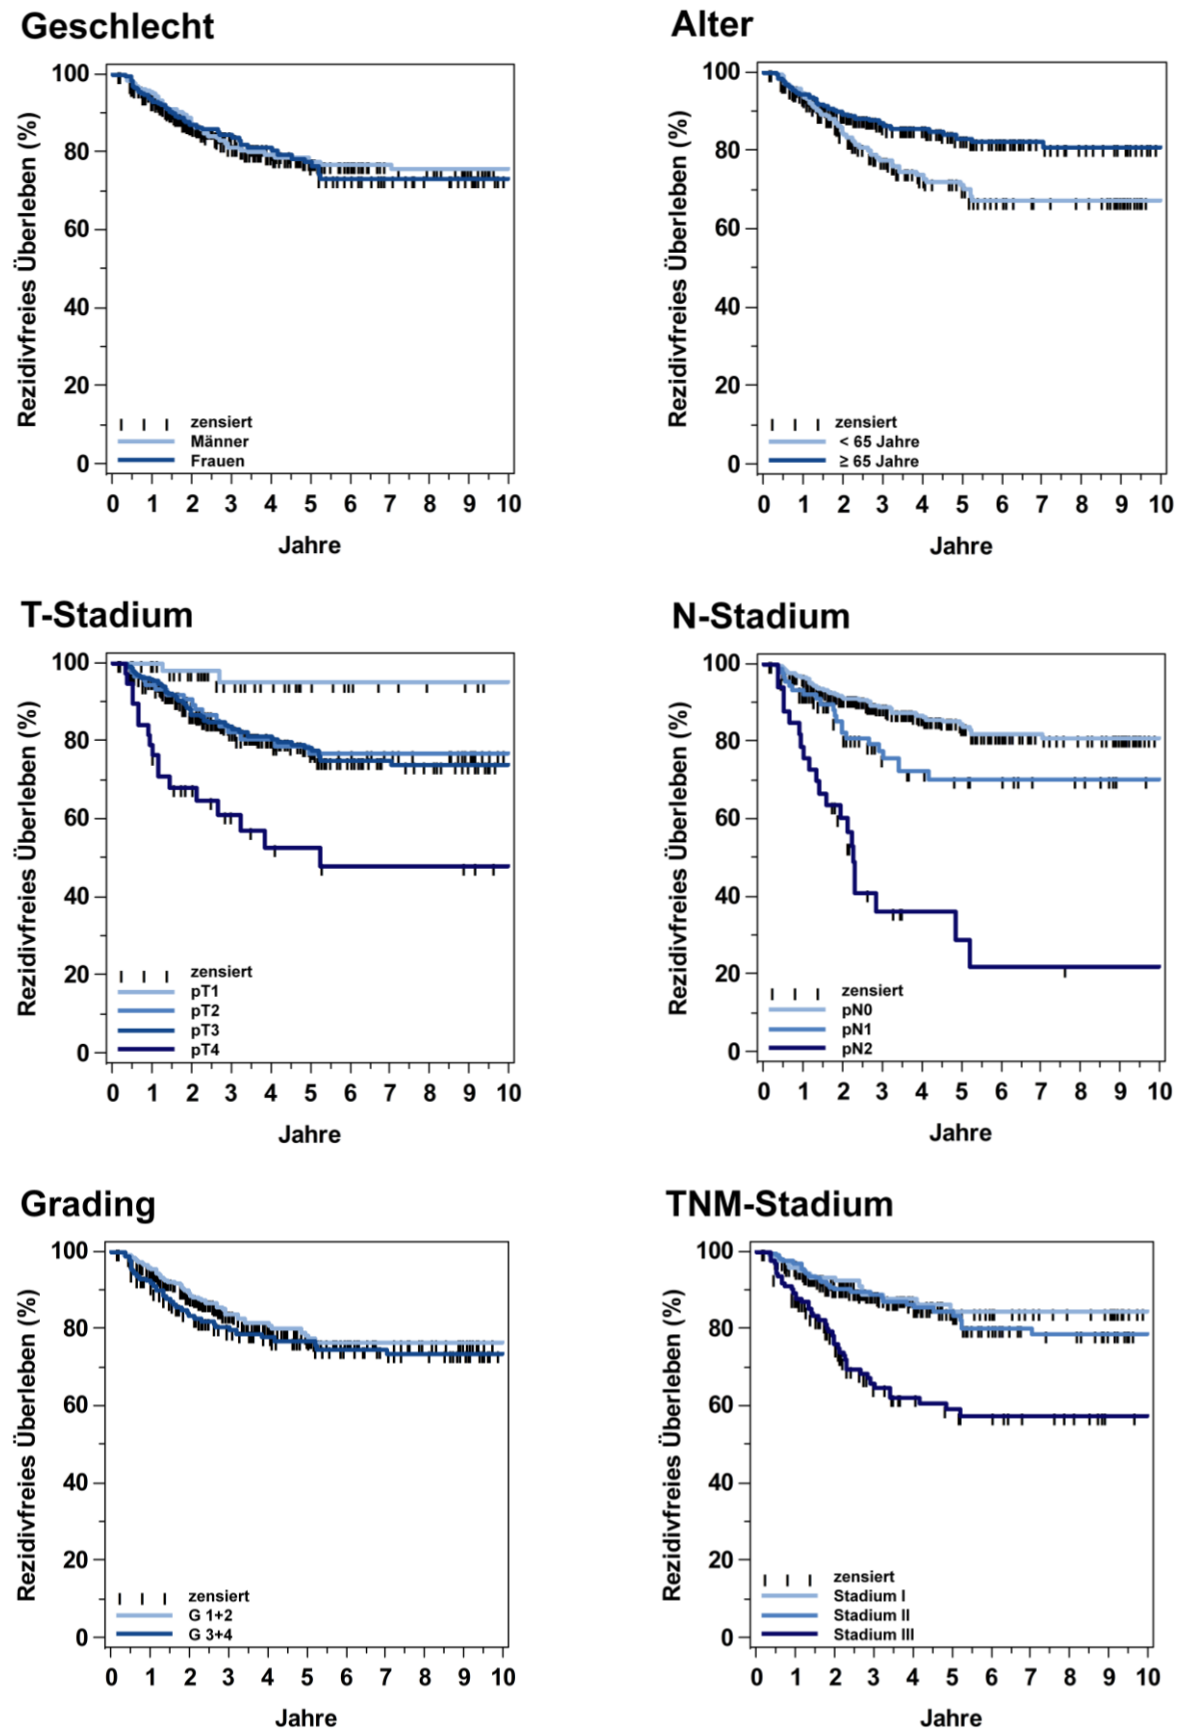 Geschlecht
Rezidivfreies Überleben (%)
100
80
60
40
20
0
zensiert
Männer
Frauen
0 1 2 3 4 5 6 7 8 9 10
Jahre
Alter
Rezidivfreies Überleben (%)
100
80
60
40
20
0
zensiert
< 65 Jahre
≥ 65 Jahre
0 1 2 3 4 5 6 7 8 9 10
Jahre
T-Stadium
Rezidivfreies Überleben (%)
100
80
60
40
20
0
zensiert
pT1
pT2
pT3
pT4
0 1 2 3 4 5 6 7 8 9 10
Jahre
N-Stadium
Rezidivfreies Überleben (%)
100
80
60
40
20
0
zensiert
pN0
pN1
pN2
0 1 2 3 4 5 6 7 8 9 10
Jahre
Grading
Rezidivfreies Überleben (%)
100
80
60
40
20
0
zensiert
G 1+2
G 3+4
0 1 2 3 4 5 6 7 8 9 10
Jahre
TNM-Stadium
Rezidivfreies Überleben (%)
100
80
60
40
20
0
zensiert
Stadium I
Stadium II
Stadium III
0 1 2 3 4 5 6 7 8 9 10
Jahre